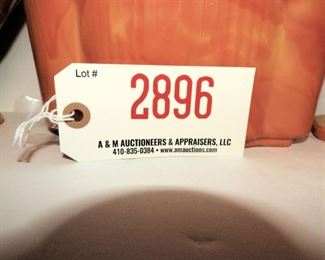 Lot #
2896
A & M AUCTIONEERS & APPRAISERS, LLC
410-835-0384 • www.amauctions.com